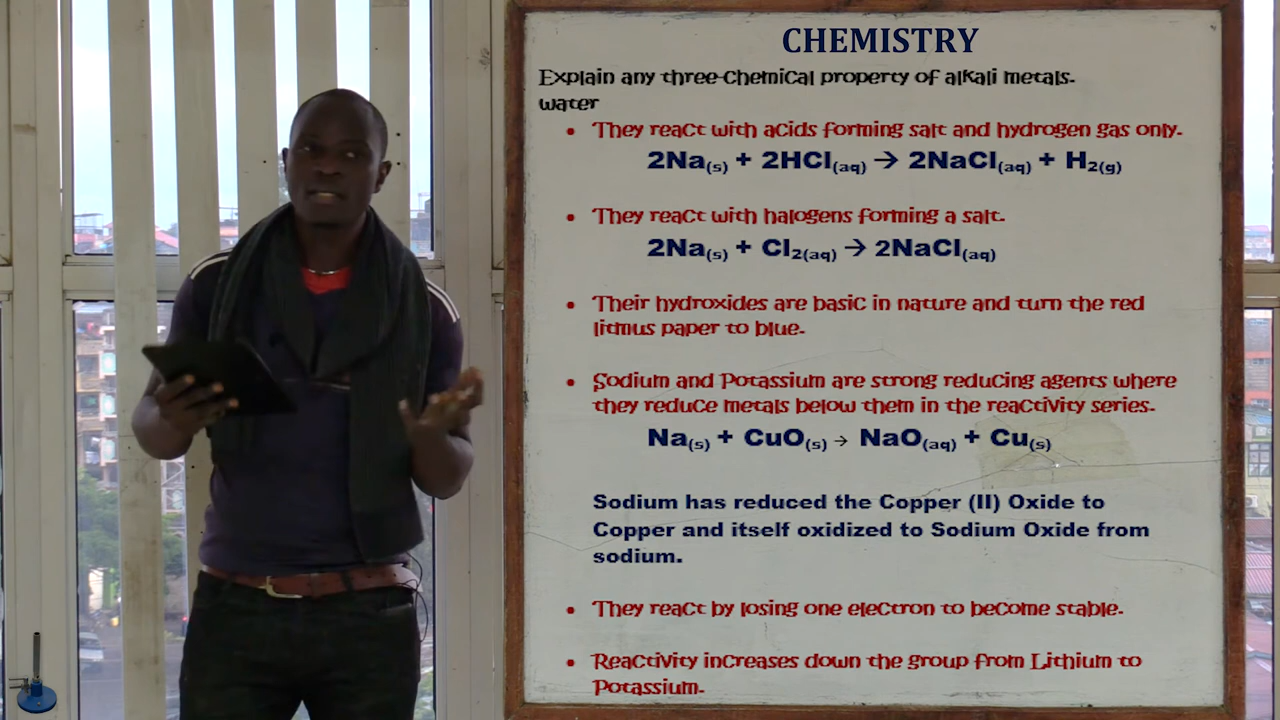 CHEMISTRY
Explain any three chemical property of alkali metals.
water
• They react with acids forming salt and hydrogen gas only.
2Na(s) + 2HCl(aq) → 2NaCl(aq) + H2(g)
• They react with halogens forming a salt.
2Na(s) + Cl2(aq) → 2NaCl(aq)
• Their hydroxides are basic in nature and turn the red
litmus paper to blue.
• Sodium and Potassium are strong reducing agents where
they reduce metals below them in the reactivity series.
Na(s) + CuO(s) → NaO(aq) + Cu(s)
Sodium has reduced the Copper (II) Oxide to
Copper and itself oxidized to Sodium Oxide from
sodium.
• They react by losing one electron to become stable.
• Reactivity increases down the group from Lithium to
Potassium.